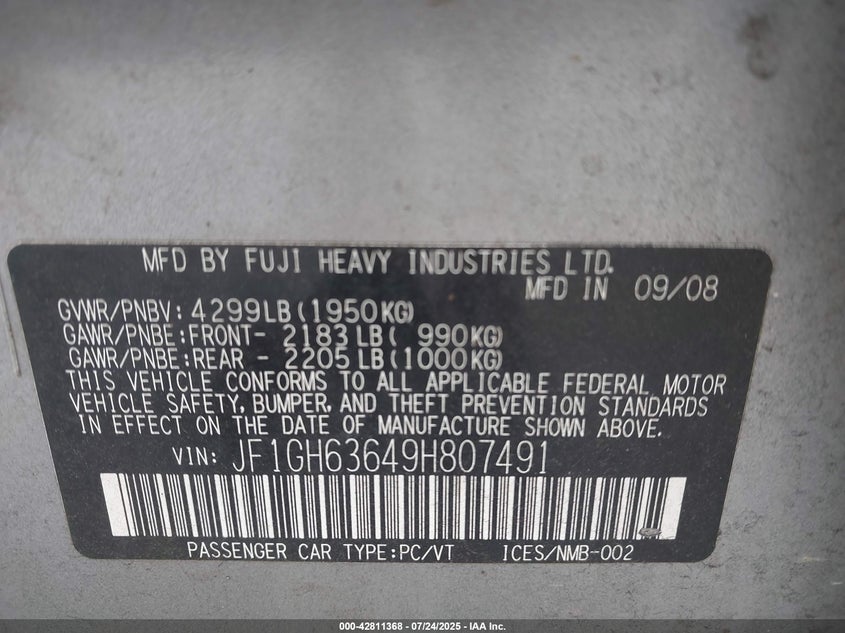 MFD BY FUJI HEAVY INDUSTRIES LTD.
MFD IN 09/08
GVWR/PNBV: 4299LB(1950KG)
GAWR/PNBE:FRONT- 2183LB( 990KG)
GAWR/PNBE:REAR - 2205LB(1000KG)
THIS VEHICLE CONFORMS TO ALL APPLICABLE FEDERAL MOTOR
VEHICLE SAFETY, BUMPER, AND THEFT PREVENTION STANDARDS
IN EFFECT ON THE DATE OF MANUFACTURE SHOWN ABOVE.
VIN: JF1GH63649H807491
PASSENGER CAR TYPE:PC/VT ICES/NMB-002
000-42811368 - 07/24/2025 - IAA Inc.